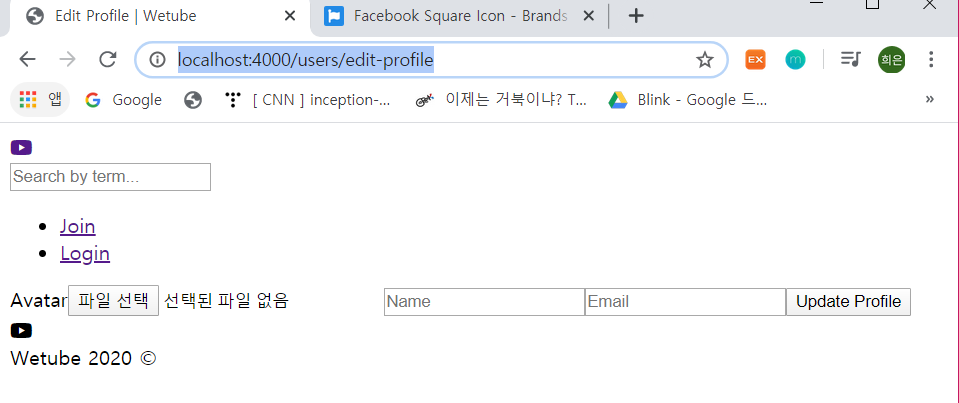 Edit Profile | Wetube
Facebook Square Icon - Brands
localhost:4000/users/edit-profile
EX
m
희은
앱
Google
[ CNN ] inception-...
이제는 거북이냐? T...
Blink - Google 드...
»
Search by term...
Join
Login
Avatar 파일 선택 선택된 파일 없음 Name Email Update Profile
Wetube 2020 ©